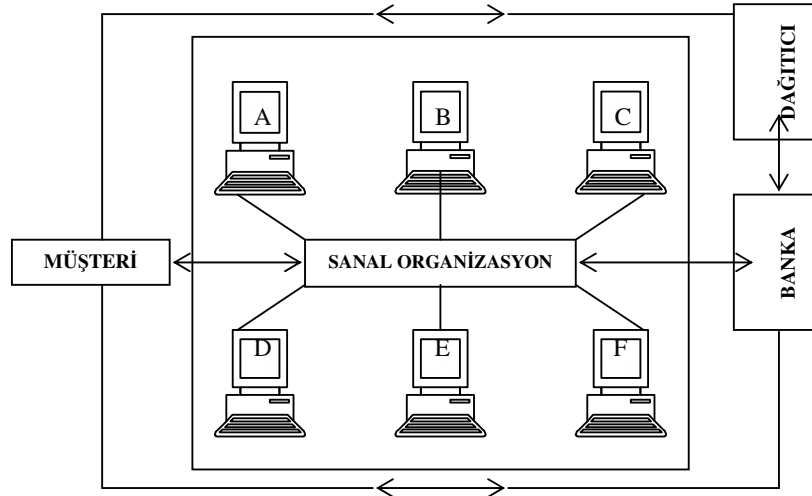 DAĞITICI
A
B
C
MÜŞTERİ
SANAL ORGANİZASYON
BANKA
D
E
F